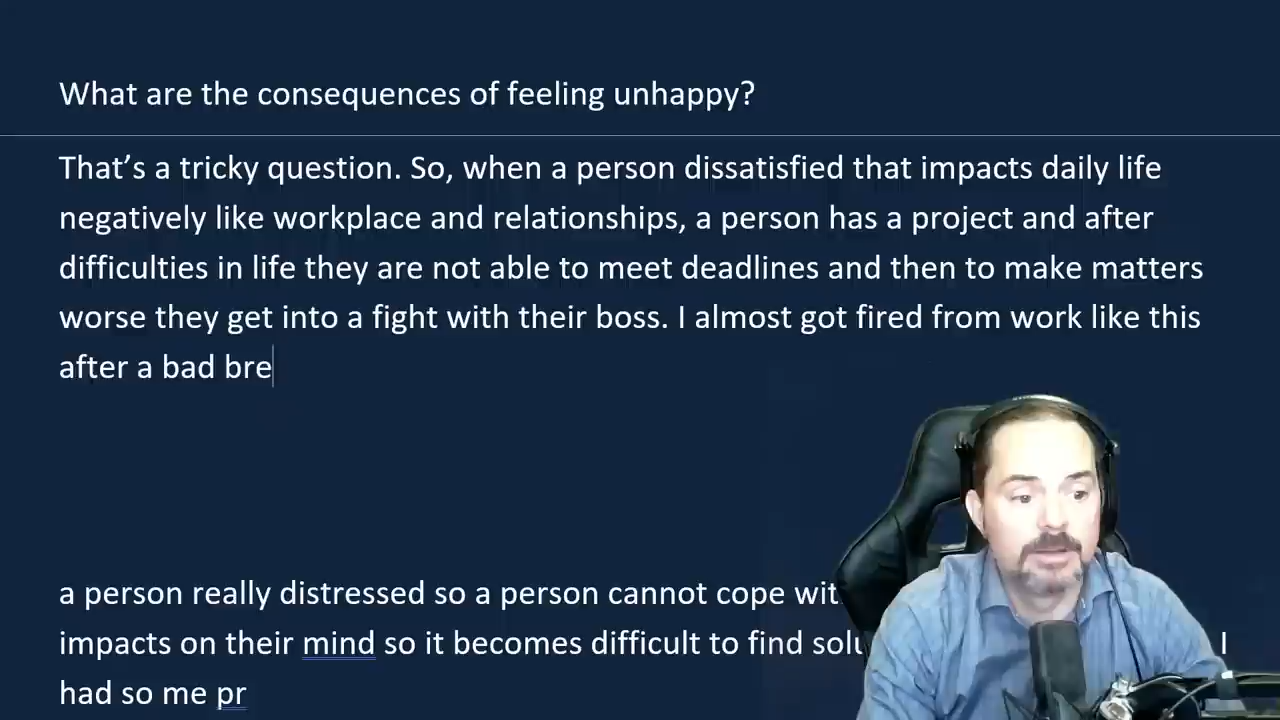 What are the consequences of feeling unhappy?
That’s a tricky question. So, when a person dissatisfied that impacts daily life
negatively like workplace and relationships, a person has a project and after
difficulties in life they are not able to meet deadlines and then to make matters
worse they get into a fight with their boss. I almost got fired from work like this
after a bad bre
a person really distressed so a person cannot cope
impacts on their mind so it becomes difficult to find I
had so me pr